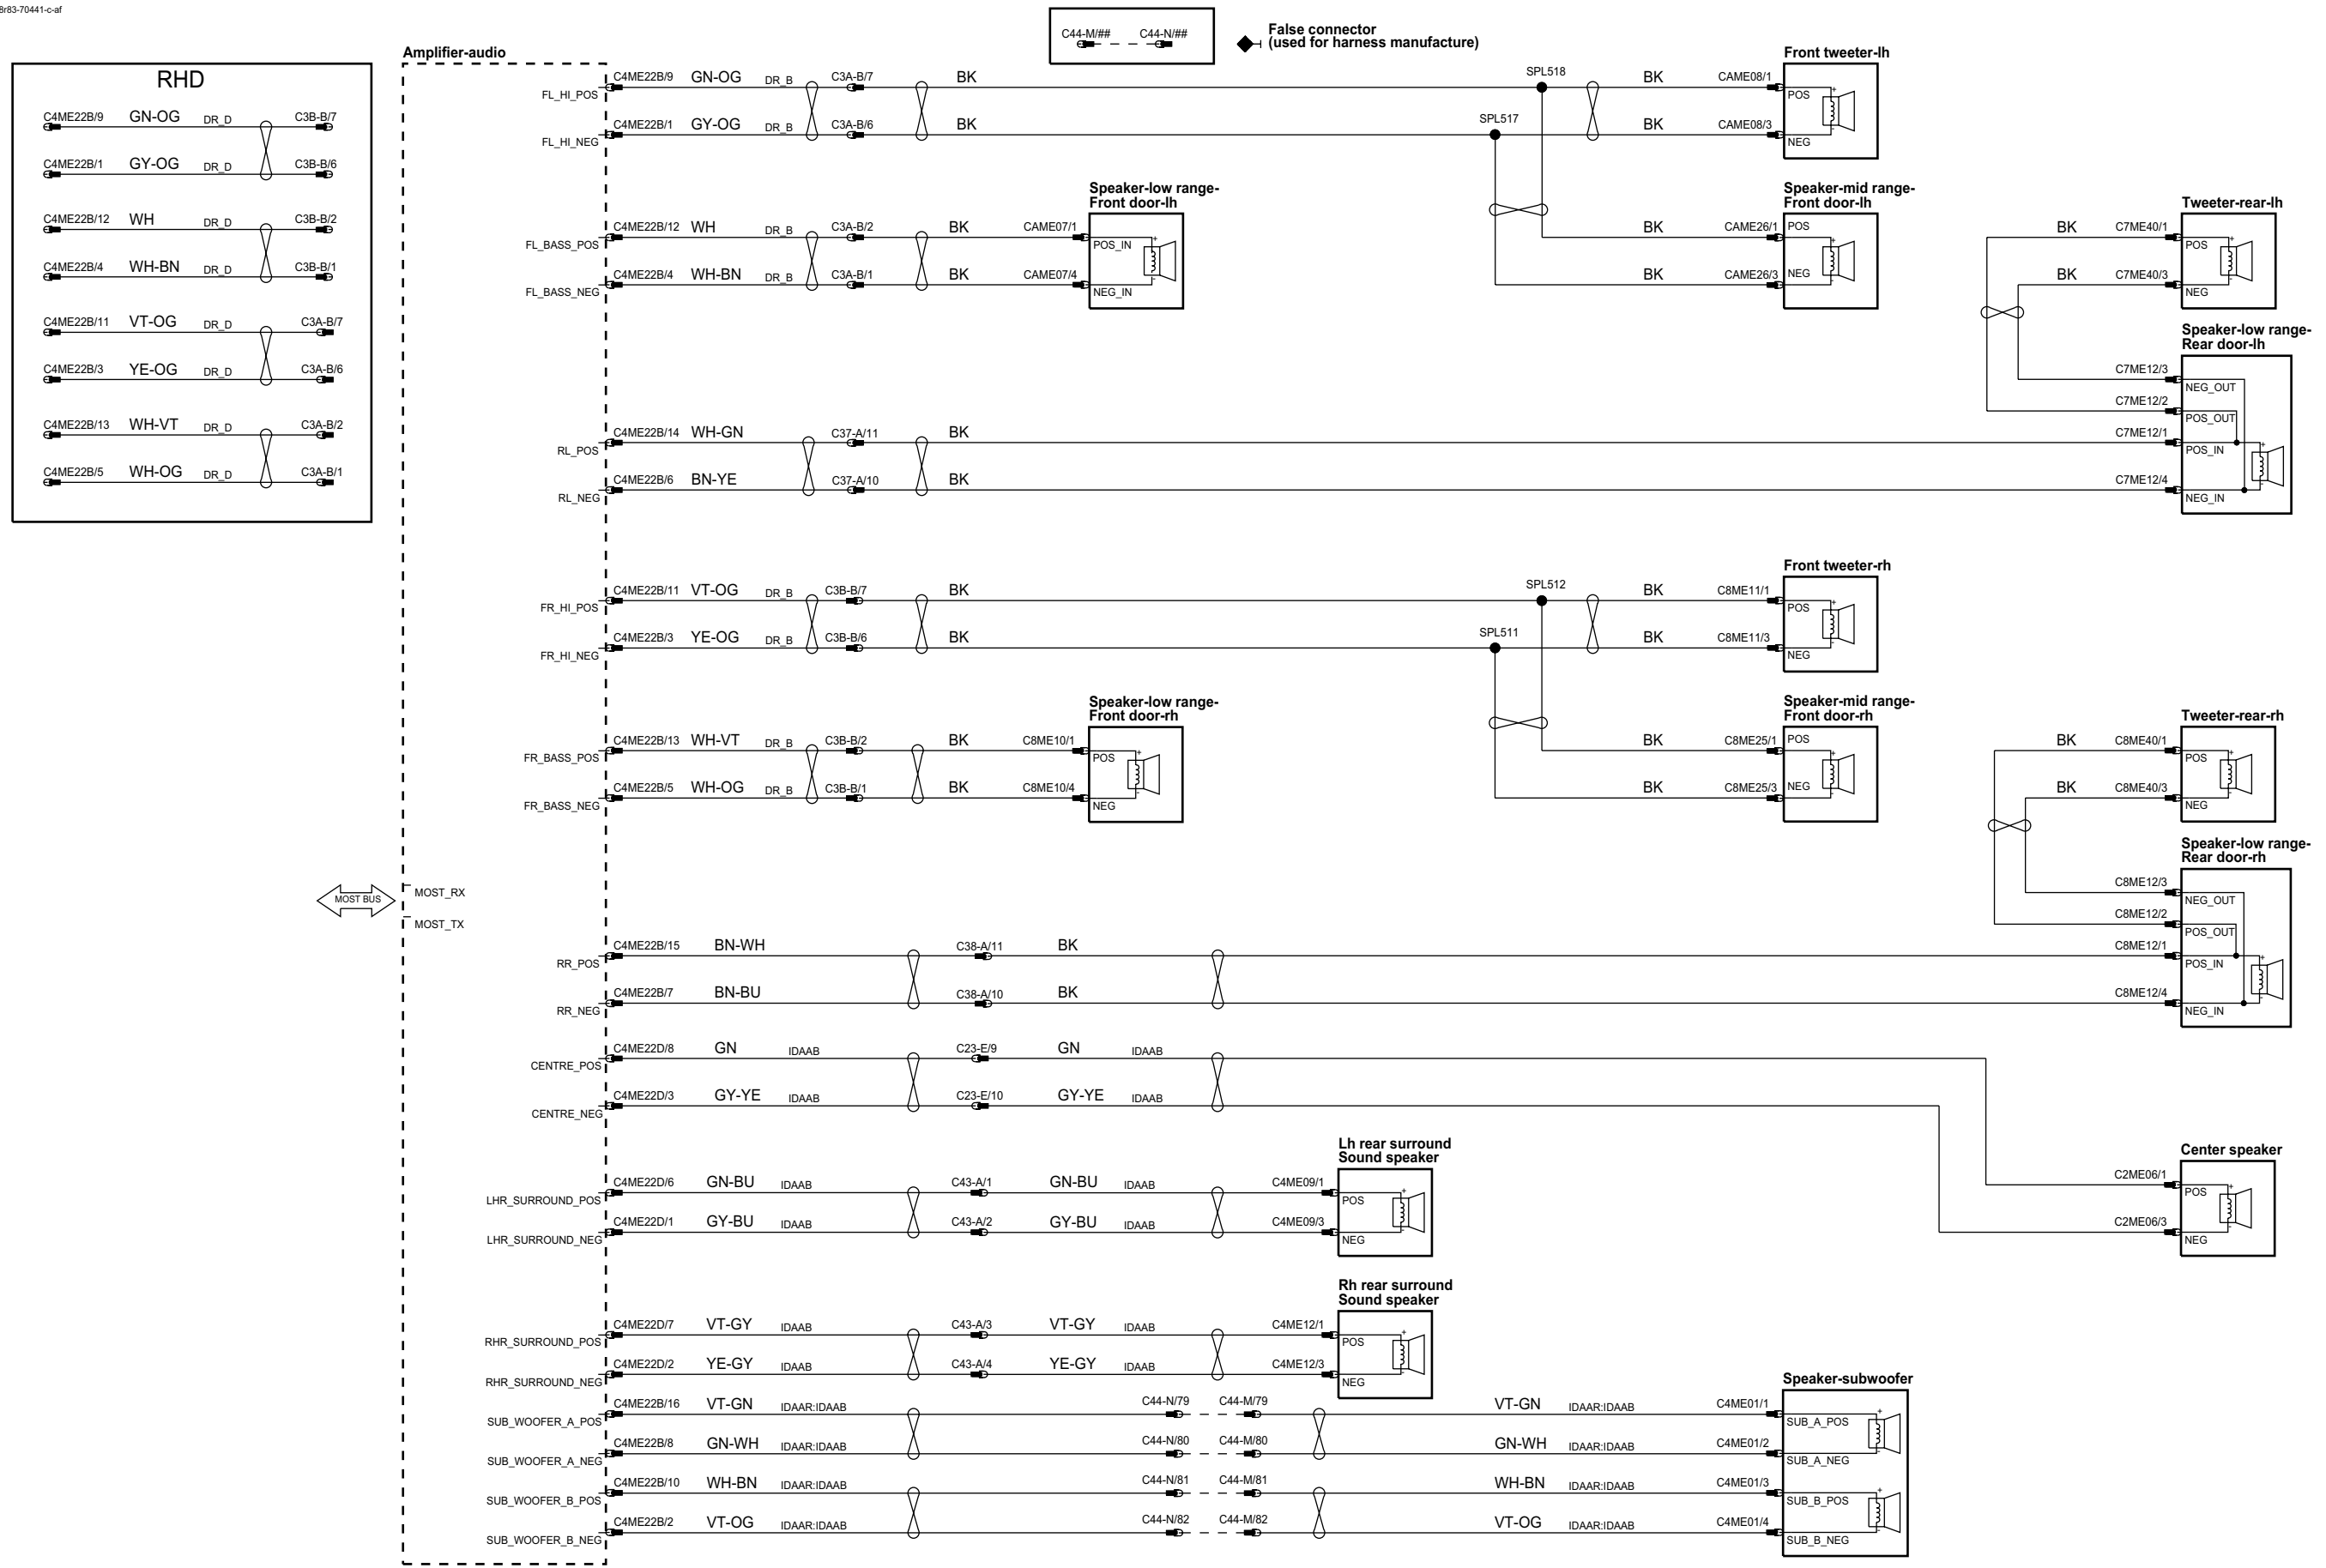 8r83-70441-c-af
C44-M/## C44-N/##
False connector
(used for harness manufacture)
RHD
C4ME22B/9 GN-OG DR_D C3B-B/7
C4ME22B/1 GY-OG DR_D C3B-B/6
C4ME22B/12 WH DR_D C3B-B/2
C4ME22B/4 WH-BN DR_D C3B-B/1
C4ME22B/11 VT-OG DR_D C3A-B/7
C4ME22B/3 YE-OG DR_D C3A-B/6
C4ME22B/13 WH-VT DR_D C3A-B/2
C4ME22B/5 WH-OG DR_D C3A-B/1
Amplifier-audio
Front tweeter-lh
C4ME22B/9 GN-OG DR_B C3A-B/7 BK SPL518 BK CAME08/1
FL_HI_POS POS +
C4ME22B/1 GY-OG DR_B C3A-B/6 BK SPL517 BK CAME08/3
FL_HI_NEG NEG -
Speaker-low range-
Front door-lh
Speaker-mid range-
Front door-lh
Tweeter-rear-lh
C4ME22B/12 WH DR_B C3A-B/2 BK CAME07/1 BK CAME26/1 POS BK C7ME40/1
FL_BASS_POS POS_IN + + POS +
C4ME22B/4 WH-BN DR_B C3A-B/1 BK CAME07/4 BK CAME26/3 NEG BK C7ME40/3
FL_BASS_NEG NEG_IN - - NEG -
Speaker-low range-
Rear door-lh
C7ME12/3
NEG_OUT
C7ME12/2
POS_OUT
C4ME22B/14 WH-GN C37-A/11 BK C7ME12/1
RL_POS POS_IN +
C4ME22B/6 BN-YE C37-A/10 BK C7ME12/4
RL_NEG NEG_IN -
Front tweeter-rh
C4ME22B/11 VT-OG DR_B C3B-B/7 BK SPL512 BK C8ME11/1
FR_HI_POS POS +
C4ME22B/3 YE-OG DR_B C3B-B/6 BK SPL511 BK C8ME11/3
FR_HI_NEG NEG -
Speaker-low range-
Front door-rh
Speaker-mid range-
Front door-rh
Tweeter-rear-rh
C4ME22B/13 WH-VT DR_B C3B-B/2 BK C8ME10/1 BK C8ME25/1 POS BK C8ME40/1
FR_BASS_POS POS + + POS +
C4ME22B/5 WH-OG DR_B C3B-B/1 BK C8ME10/4 BK C8ME25/3 NEG BK C8ME40/3
FR_BASS_NEG NEG - - NEG -
Speaker-low range-
Rear door-rh
MOST BUS MOST_RX
MOST_TX
C8ME12/3
NEG_OUT
C8ME12/2
POS_OUT
C4ME22B/15 BN-WH C38-A/11 BK C8ME12/1
RR_POS POS_IN +
C4ME22B/7 BN-BU C38-A/10 BK C8ME12/4
RR_NEG NEG_IN -
C4ME22D/8 GN IDAAB C23-E/9 GN IDAAB
CENTRE_POS
C4ME22D/3 GY-YE IDAAB C23-E/10 GY-YE IDAAB
CENTRE_NEG
Center speaker
C2ME06/1
POS +
C2ME06/3
NEG -
Lh rear surround
Sound speaker
C4ME22D/6 GN-BU IDAAB C43-A/1 GN-BU IDAAB C4ME09/1
LHR_SURROUND_POS POS +
C4ME22D/1 GY-BU IDAAB C43-A/2 GY-BU IDAAB C4ME09/3
LHR_SURROUND_NEG NEG -
Rh rear surround
Sound speaker
C4ME22D/7 VT-GY IDAAB C43-A/3 VT-GY IDAAB C4ME12/1
RHR_SURROUND_POS POS +
C4ME22D/2 YE-GY IDAAB C43-A/4 YE-GY IDAAB C4ME12/3
RHR_SURROUND_NEG NEG -
Speaker-subwoofer
C4ME22B/16 VT-GN IDAAR:IDAAB C44-N/79 C44-M/79 VT-GN IDAAR:IDAAB C4ME01/1
SUB_WOOFER_A_POS SUB_A_POS +
C4ME22B/8 GN-WH IDAAR:IDAAB C44-N/80 C44-M/80 GN-WH IDAAR:IDAAB C4ME01/2
SUB_WOOFER_A_NEG SUB_A_NEG -
C4ME22B/10 WH-BN IDAAR:IDAAB C44-N/81 C44-M/81 WH-BN IDAAR:IDAAB C4ME01/3
SUB_WOOFER_B_POS SUB_B_POS +
C4ME22B/2 VT-OG IDAAR:IDAAB C44-N/82 C44-M/82 VT-OG IDAAR:IDAAB C4ME01/4
SUB_WOOFER_B_NEG SUB_B_NEG -